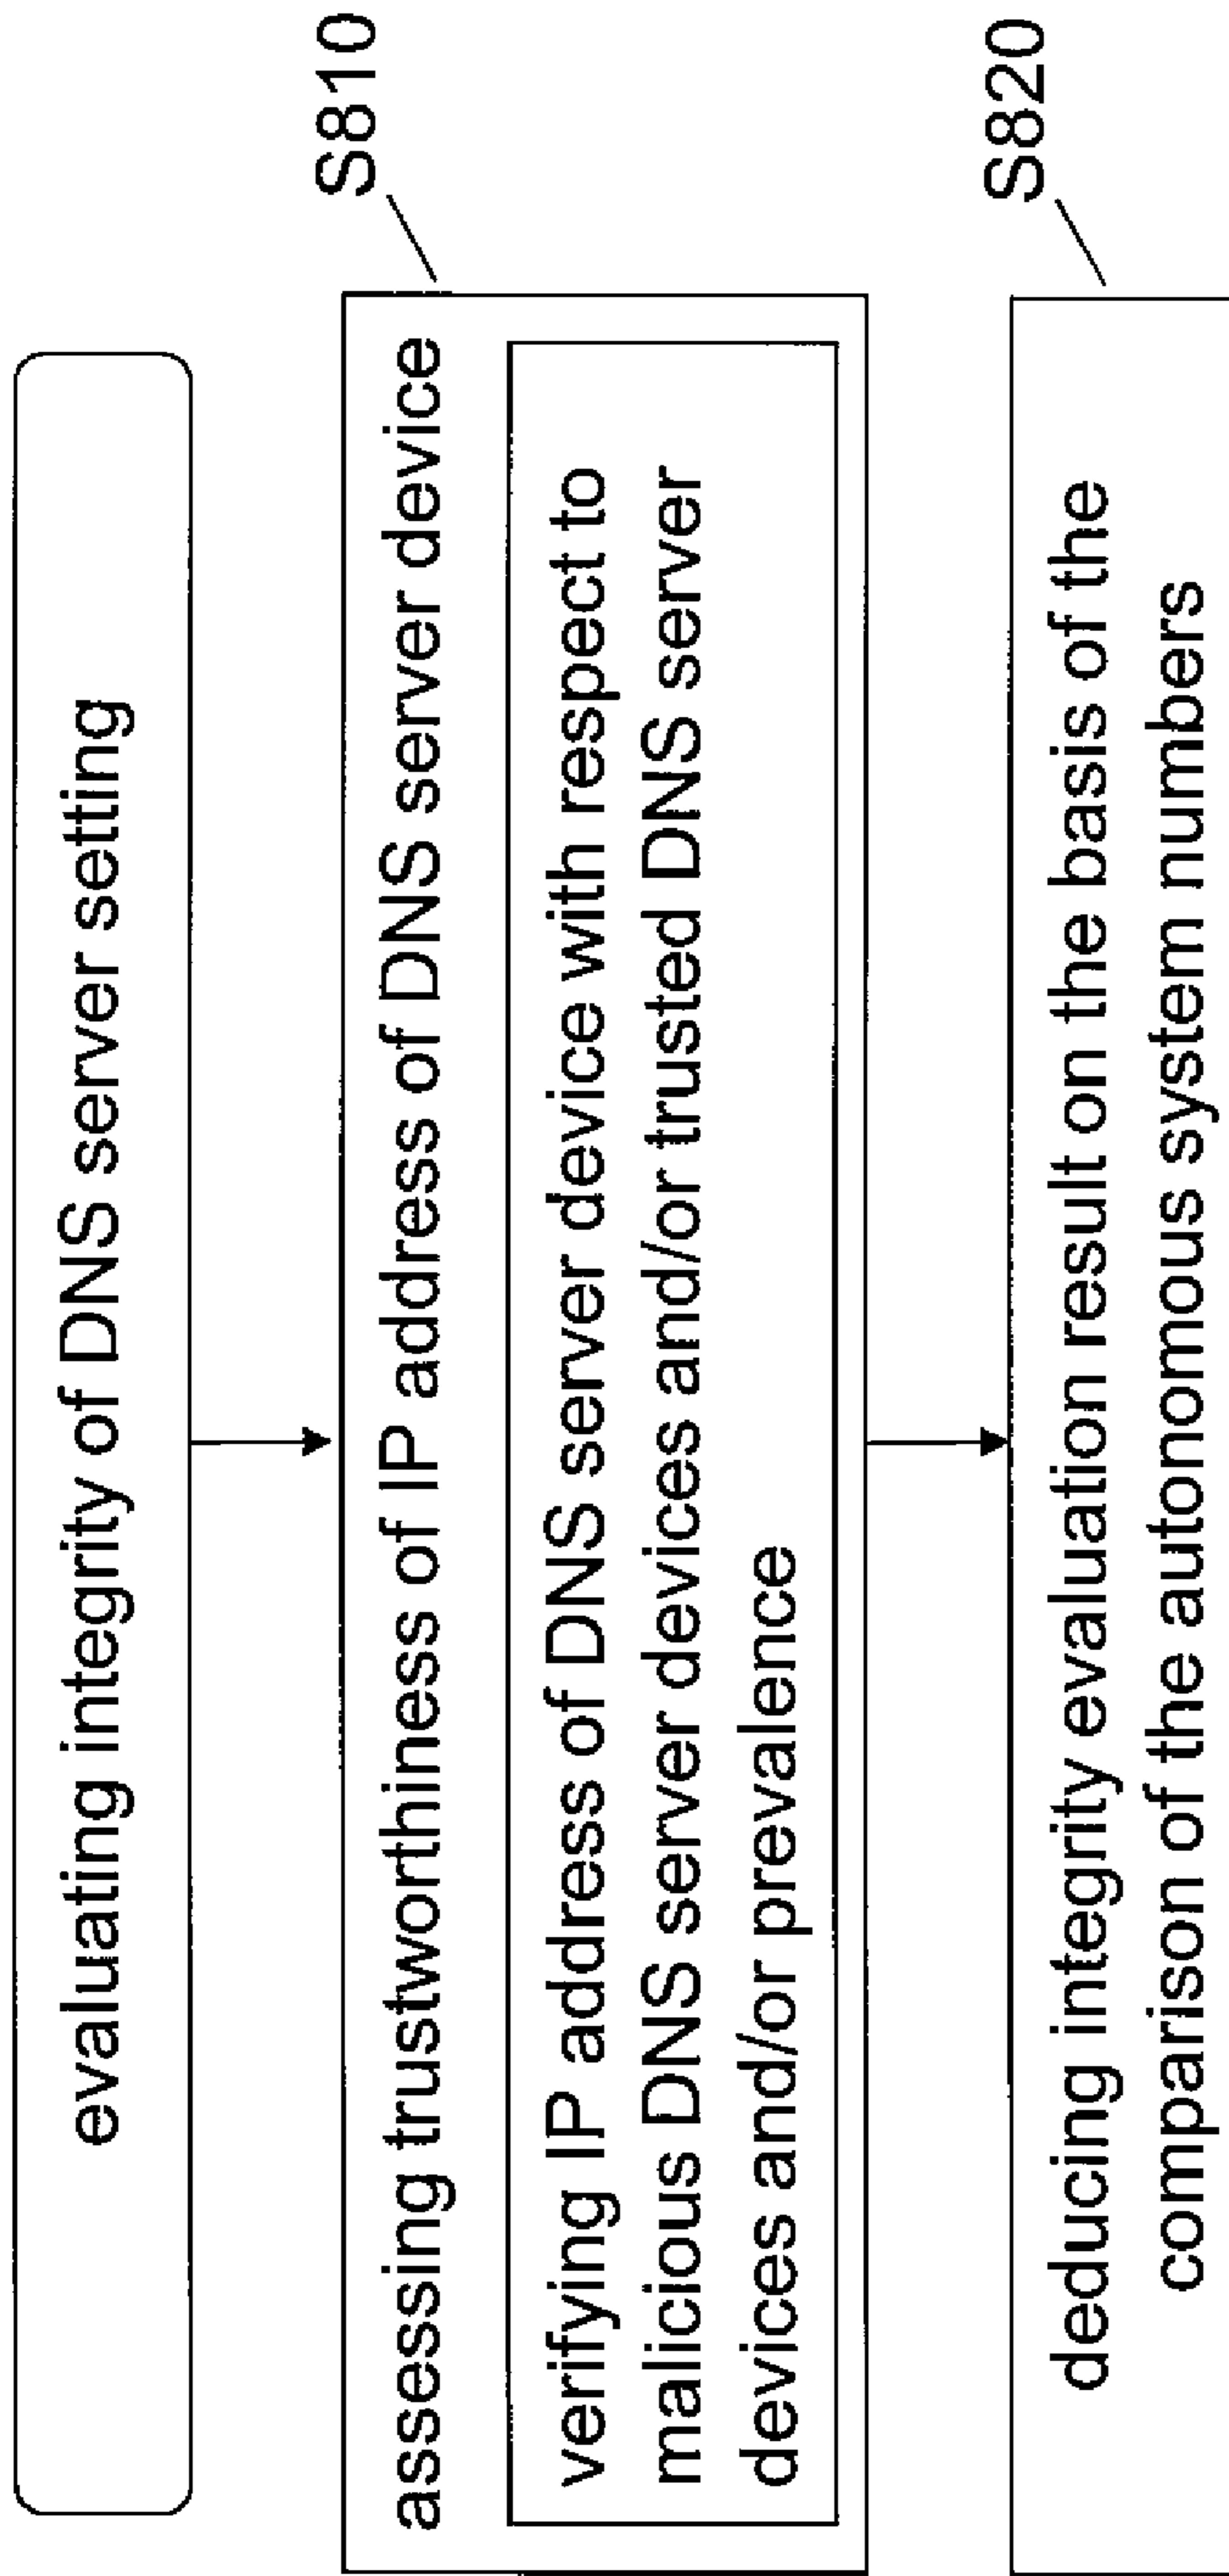 evaluating integrity of DNS server setting
S810
assessing trustworthiness of IP address of DNS server device
verifying IP address of DNS server device with respect to
malicious DNS server devices and/or trusted DNS server
devices and/or prevalence
S820
deducing integrity evaluation result on the basis of the
comparison of the autonomous system numbers